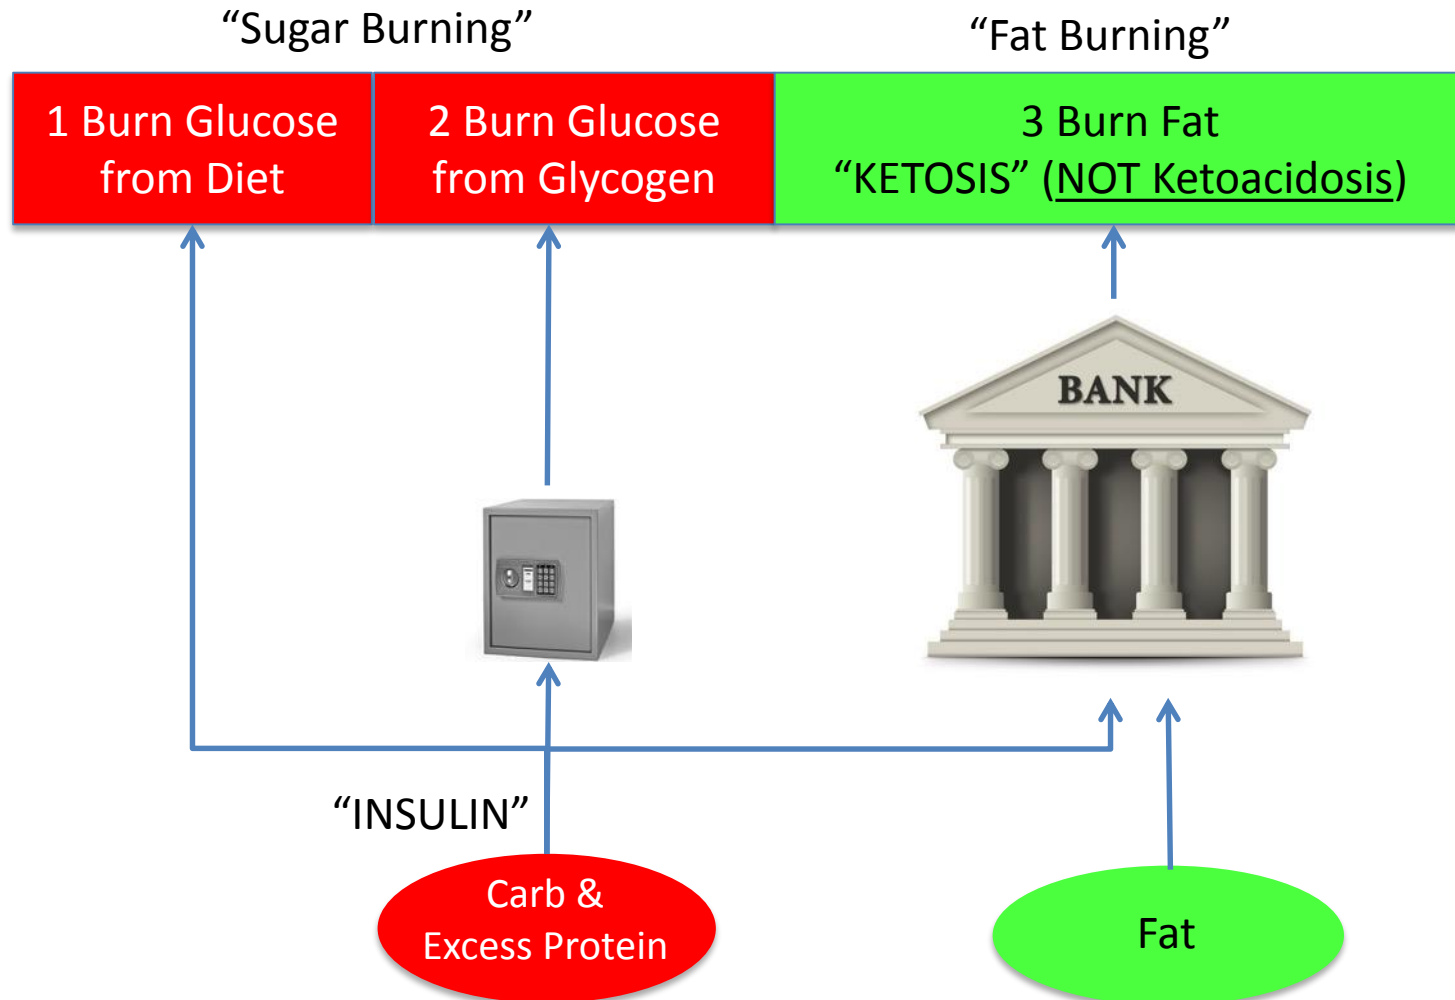 “Sugar Burning”
“Fat Burning”
1 Burn Glucose
from Diet
2 Burn Glucose
from Glycogen
3 Burn Fat
“KETOSIS” (NOT Ketoacidosis)
BANK
“INSULIN”
Carb &
Excess Protein
Fat